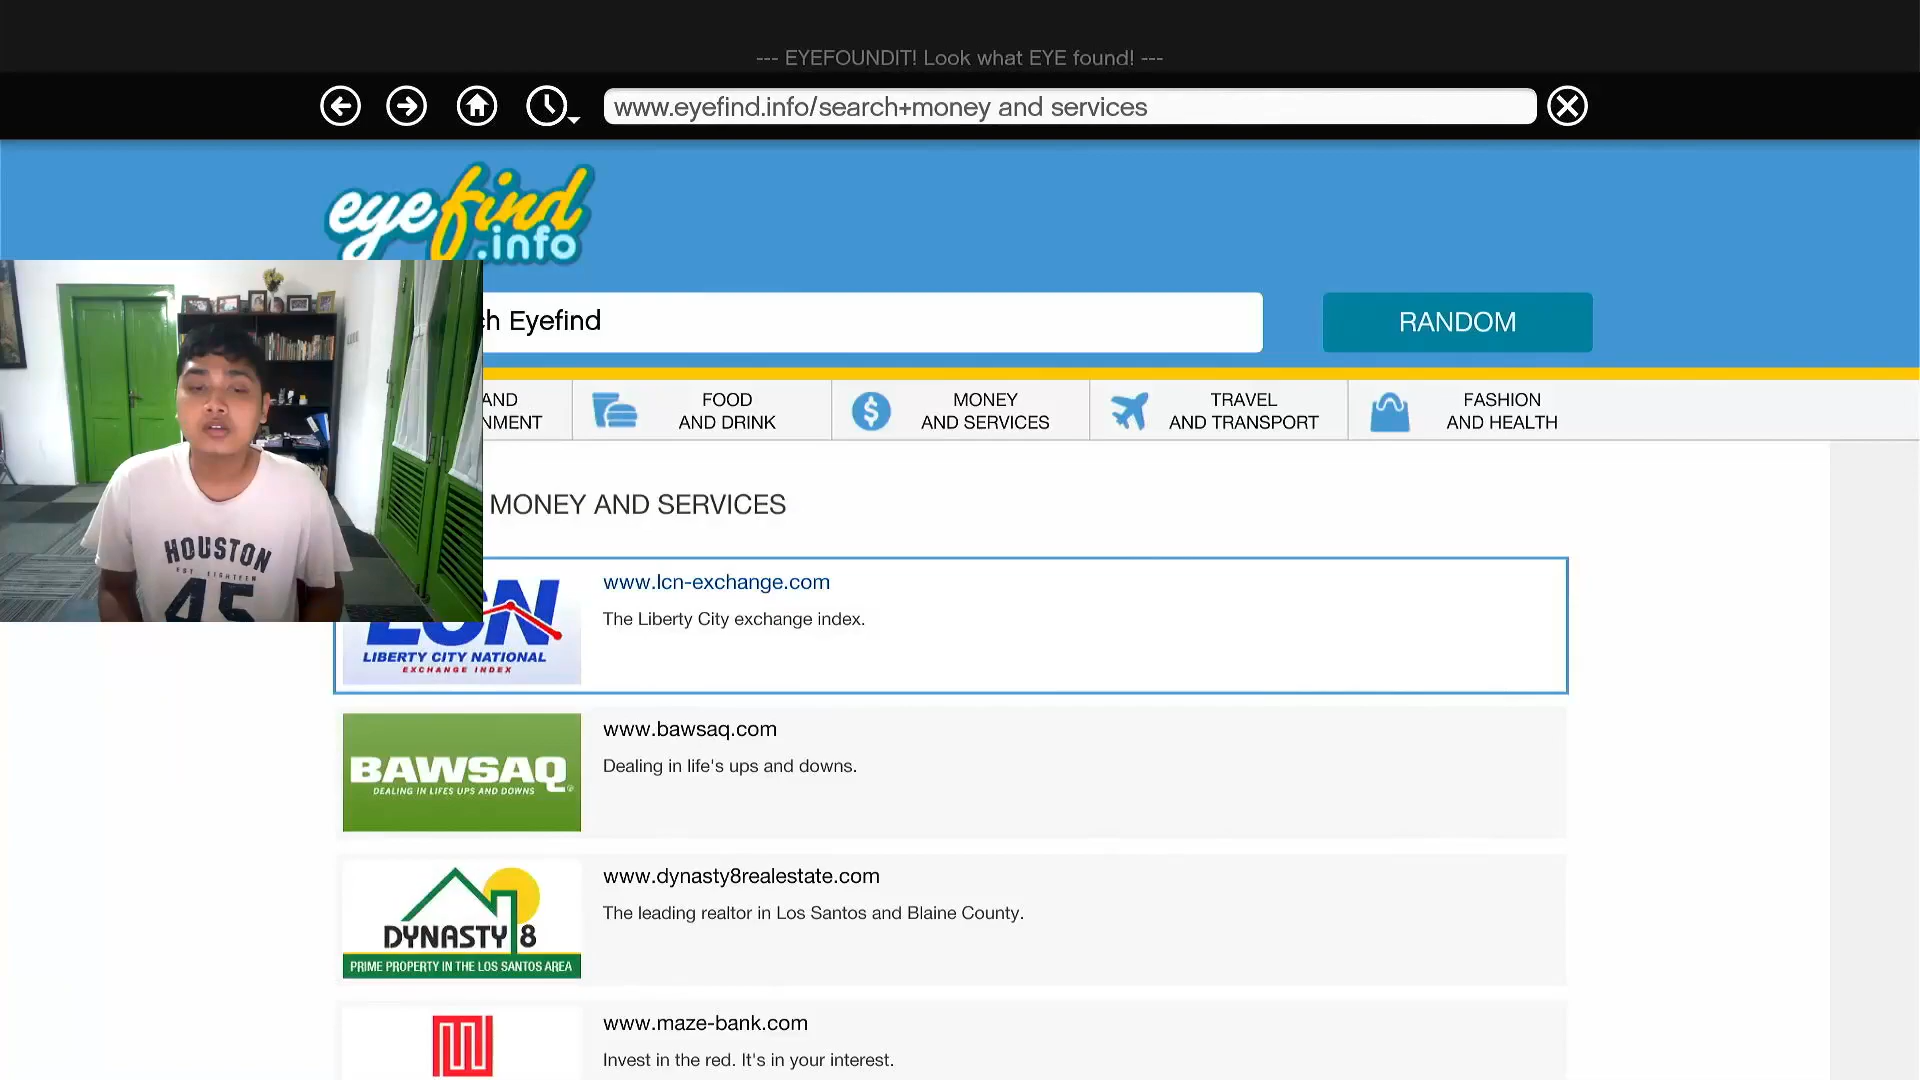 --- EYEFOUNDIT! Look what EYE found! ---
www.eyefind.info/search+money and services
eyefind
.info
ch Eyefind
RANDOM
AND
NMENT
FOOD
AND DRINK
MONEY
AND SERVICES
TRAVEL
AND TRANSPORT
FASHION
AND HEALTH
MONEY AND SERVICES
HOUSTON
EST EIGHTEEN
45
LCN
LIBERTY CITY NATIONAL
EXCHANGE INDEX
www.lcn-exchange.com
The Liberty City exchange index.
BAWSAQ
DEALING IN LIFES UPS AND DOWNS
www.bawsaq.com
Dealing in life's ups and downs.
DYNASTY 8
PRIME PROPERTY IN THE LOS SANTOS AREA
www.dynasty8realestate.com
The leading realtor in Los Santos and Blaine County.
www.maze-bank.com
Invest in the red. It's in your interest.